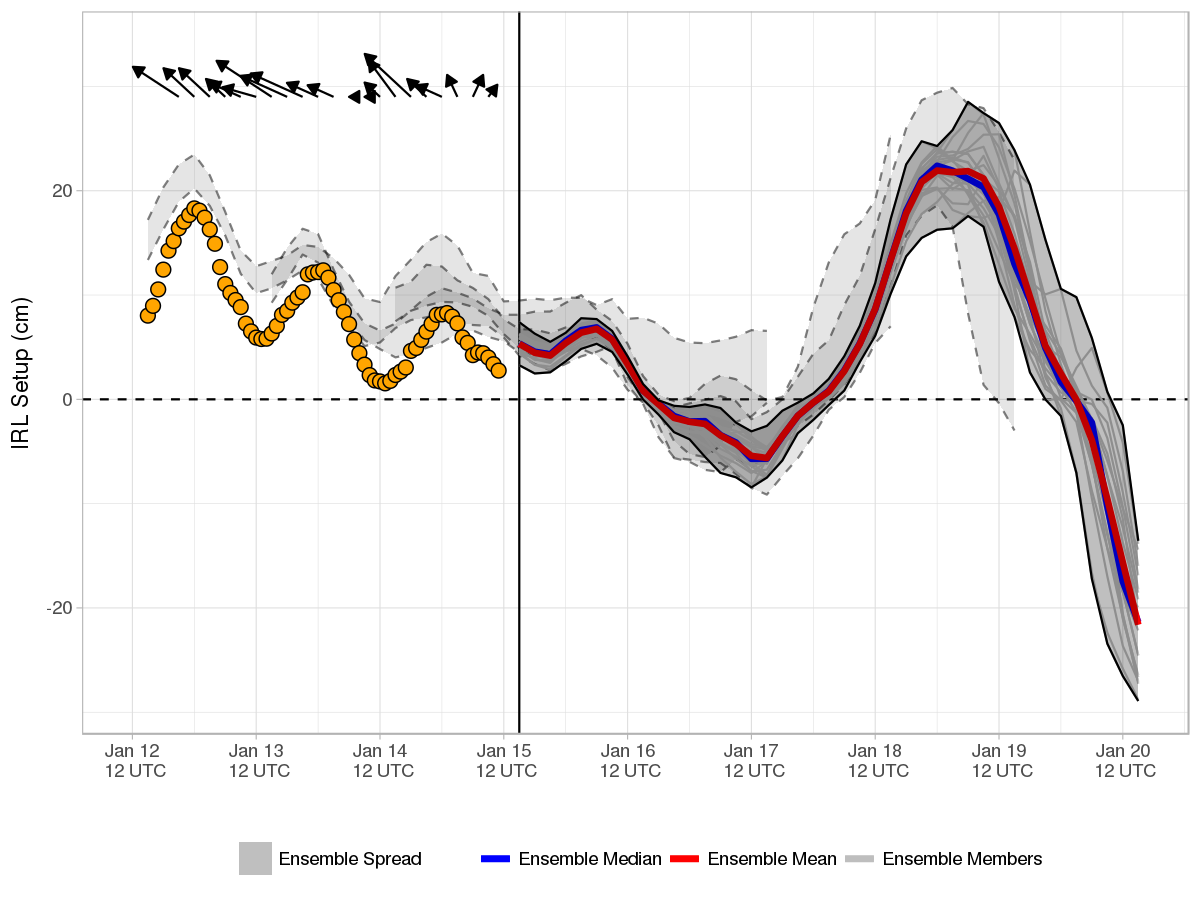 IRL Setup (cm)
20
0
-20
Jan 12 Jan 13 Jan 14 Jan 15 Jan 16 Jan 17 Jan 18 Jan 19 Jan 20
12 UTC 12 UTC 12 UTC 12 UTC 12 UTC 12 UTC 12 UTC 12 UTC 12 UTC
Ensemble Spread Ensemble Median Ensemble Mean Ensemble Members